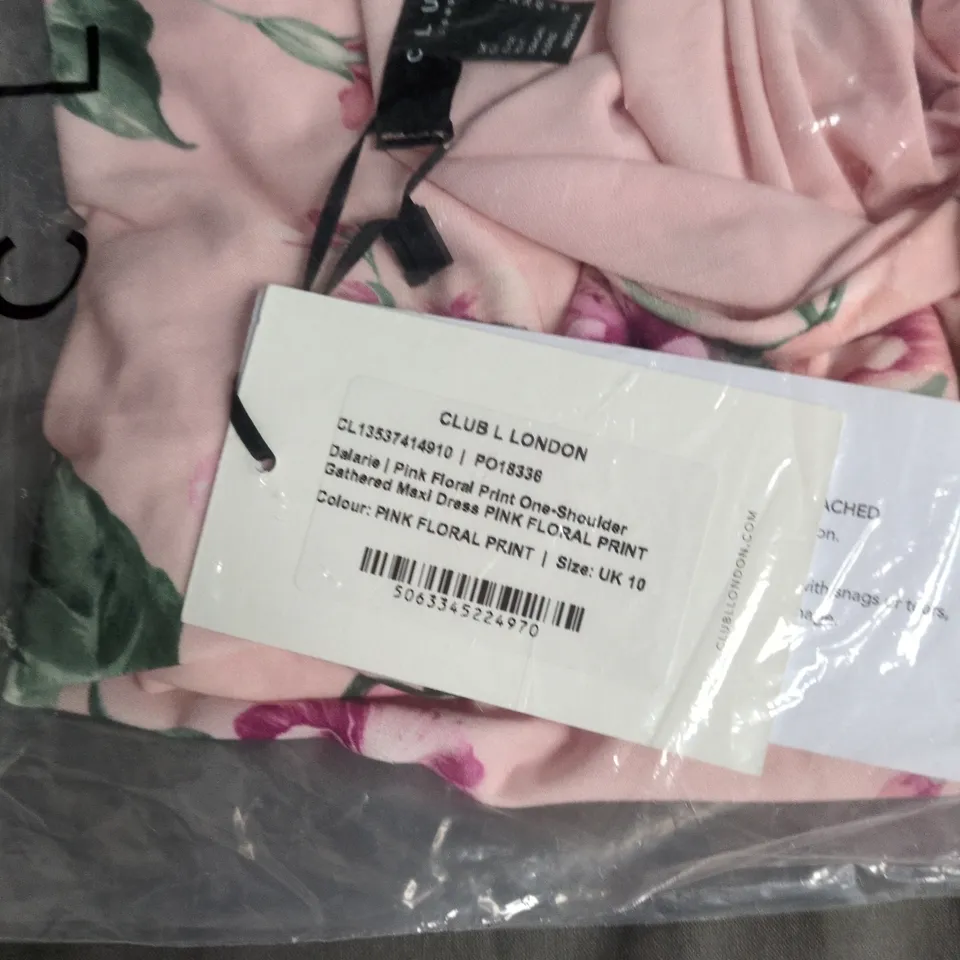 C L
CLUB L LONDON
CL13537414910 | PO18336
Dalarie | Pink Floral Print One-Shoulder
Gathered Maxi Dress PINK FLORAL PRINT
Colour: PINK FLORAL PRINT | Size: UK 10
5063345224970
CLUBLLONDON.COM
ACHED
on.
with snags or tears,
C L U